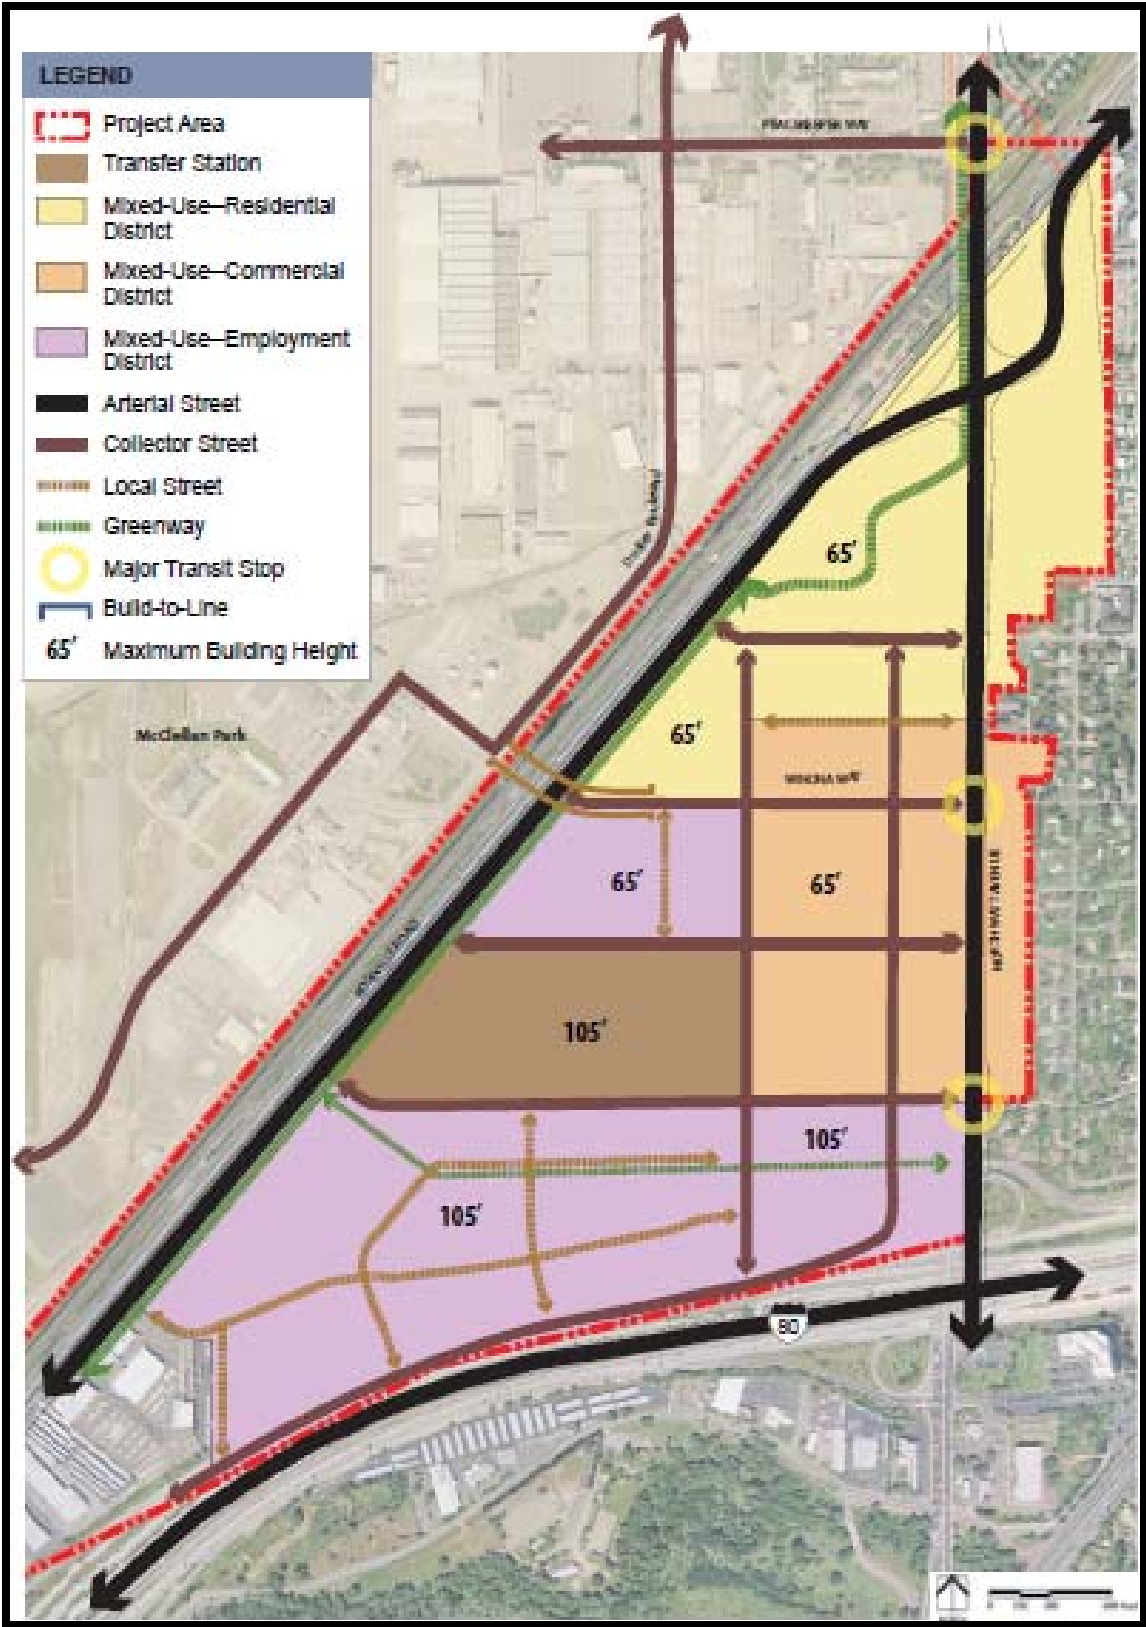 LEGEND
Project Area
Transfer Station
Mixed-Use–Residential
District
Mixed-Use–Commercial
District
Mixed-Use–Employment
District
Arterial Street
Collector Street
Local Street
Greenway
Major Transit Stop
Build-to-Line
65' Maximum Building Height
65'
McClellan Park
65'
WINONA WAY
65'
65'
105'
105'
105'
80